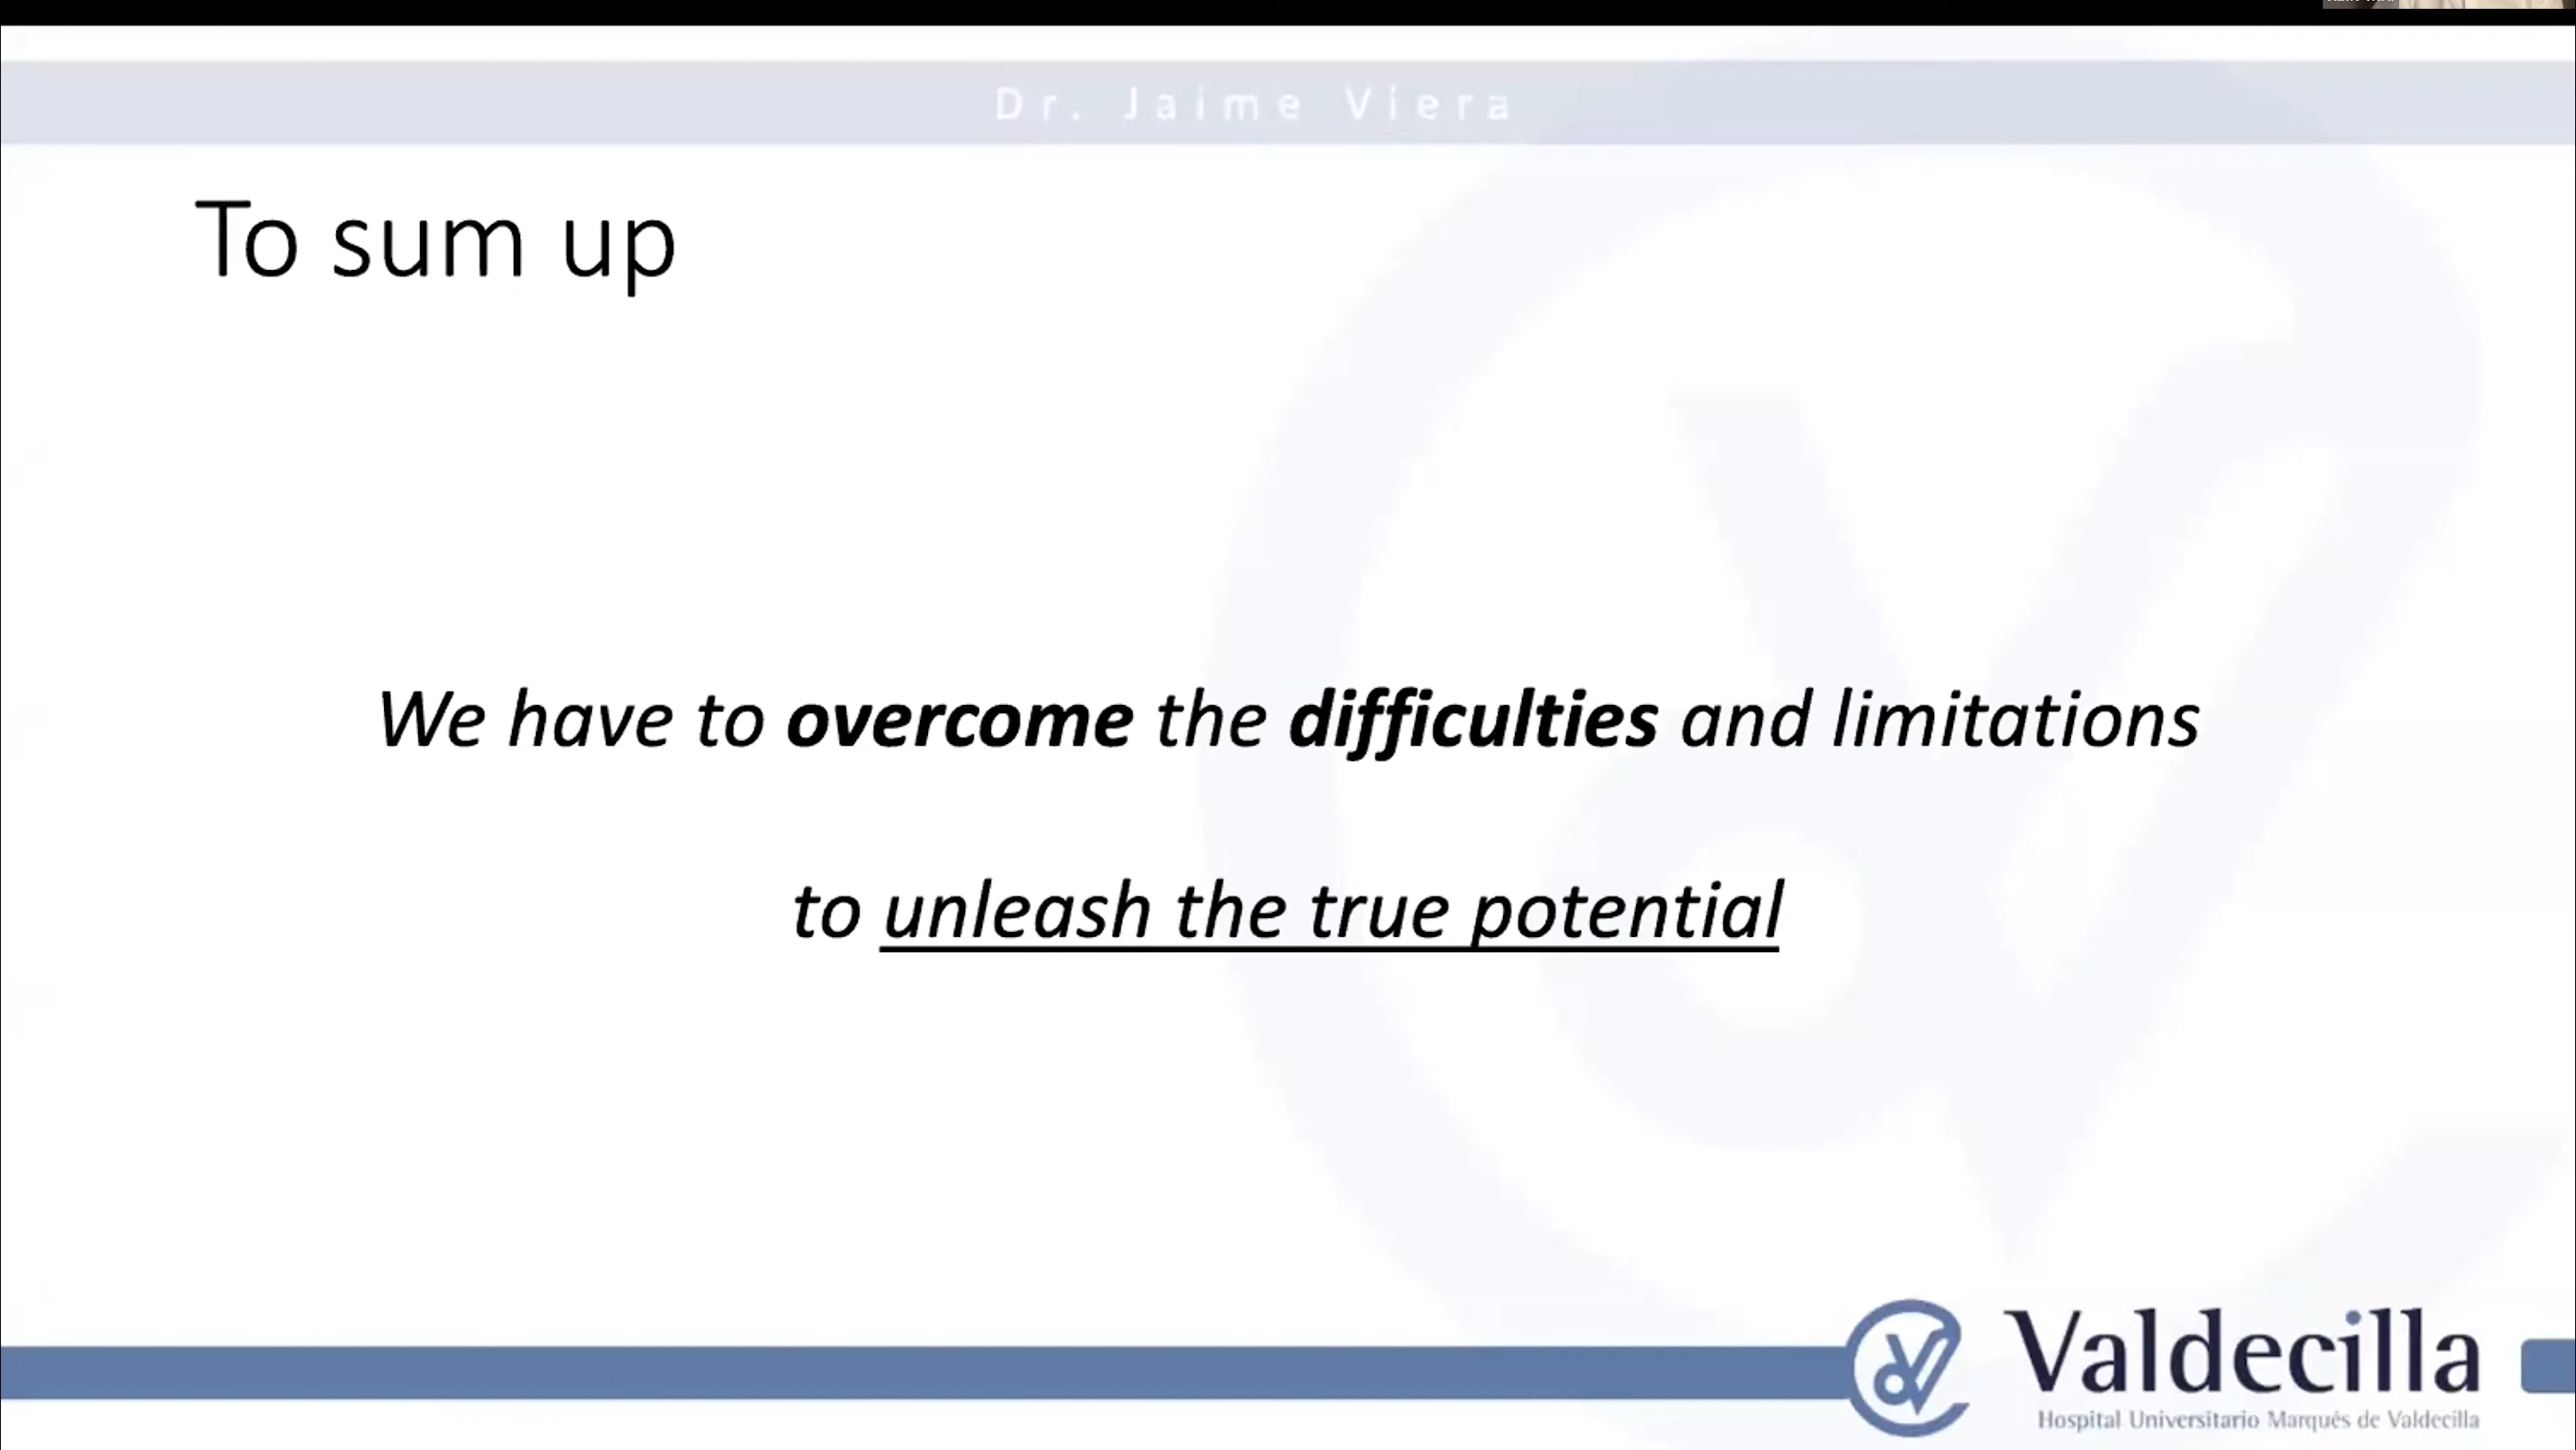 Dr. Jaime Viera
To sum up
We have to overcome the difficulties and limitations
to unleash the true potential
Valdecilla
Hospital Universitario Marqués de Valdecilla